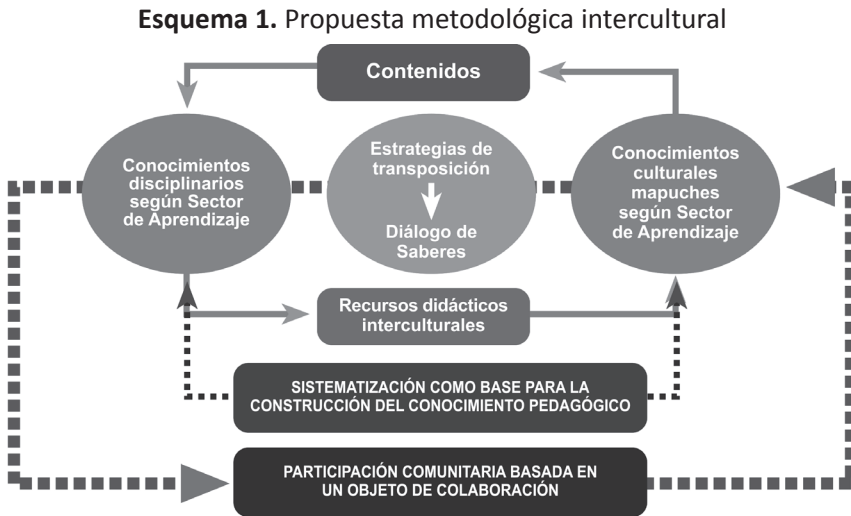 Esquema 1. Propuesta metodológica intercultural
Contenidos
Conocimientos
disciplinarios
según Sector
de Aprendizaje
Estrategias de
transposición
Diálogo de
Saberes
Conocimientos
culturales
mapuches
según Sector
de Aprendizaje
Recursos didácticos
interculturales
SISTEMATIZACIÓN COMO BASE PARA LA
CONSTRUCCIÓN DEL CONOCIMIENTO PEDAGÓGICO
PARTICIPACIÓN COMUNITARIA BASADA EN
UN OBJETO DE COLABORACIÓN